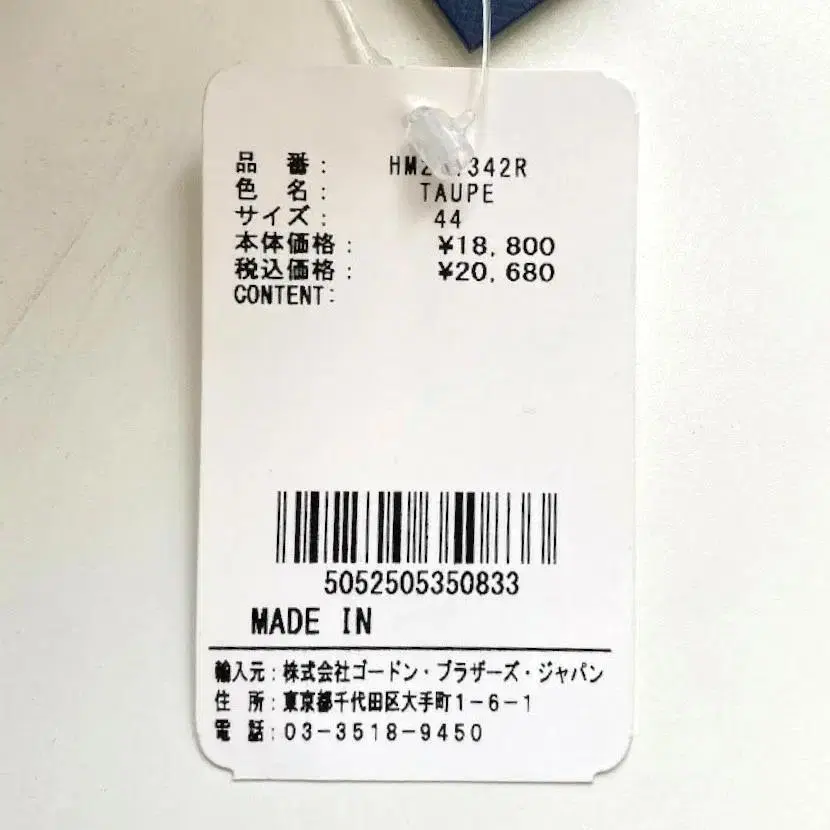 品 番:
色 名: TAUPE
サイズ: 44
本体価格: ¥18,800
税込価格: ¥20,680
CONTENT:
5052505350833
MADE IN
輸入元:株式会社ゴードン・ブラザーズ・ジャパン
住 所:東京都千代田区大手町1-6-1
電 話:03-3518-9450